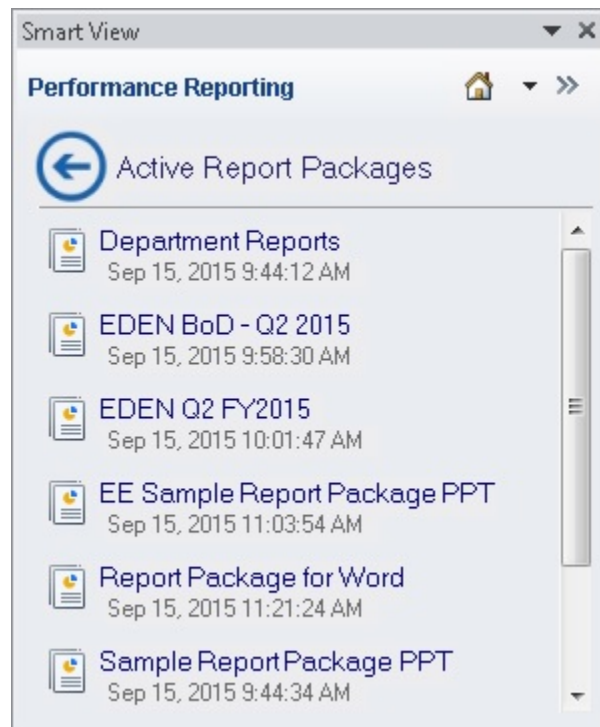 Smart View
Performance Reporting
Active Report Packages
Department Reports
Sep 15, 2015 9:44:12 AM
EDEN BoD - Q2 2015
Sep 15, 2015 9:58:30 AM
EDEN Q2 FY2015
Sep 15, 2015 10:01:47 AM
EE Sample Report Package PPT
Sep 15, 2015 11:03:54 AM
Report Package for Word
Sep 15, 2015 11:21:24 AM
Sample Report Package PPT
Sep 15, 2015 9:44:34 AM